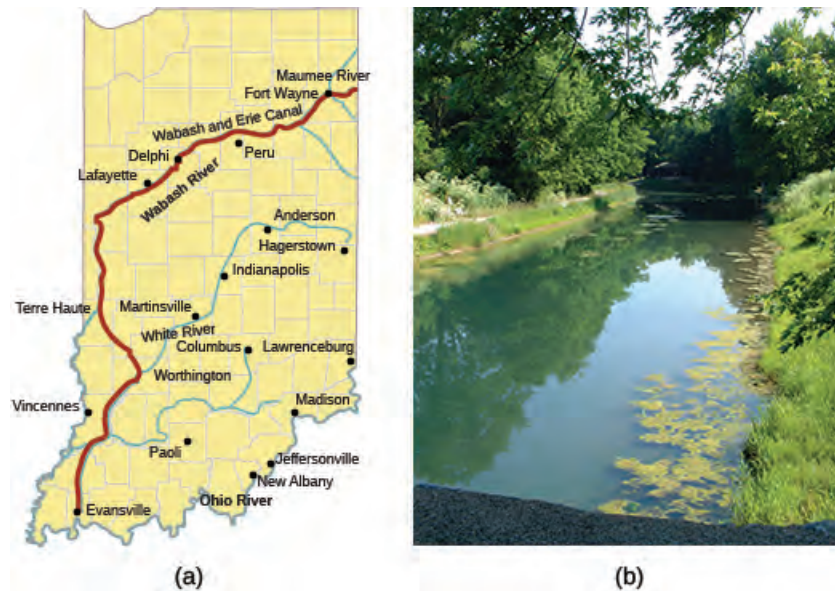 Maumee River
Fort Wayne
Wabash and Erie Canal
Delphi
Peru
Lafayette
Wabash River
Anderson
Hagerstown
Indianapolis
Terre Haute
Martinsville
White River
Columbus
Lawrenceburg
Worthington
Vincennes
Madison
Paoli
Jeffersonville
New Albany
Ohio River
Evansville
(a)
(b)